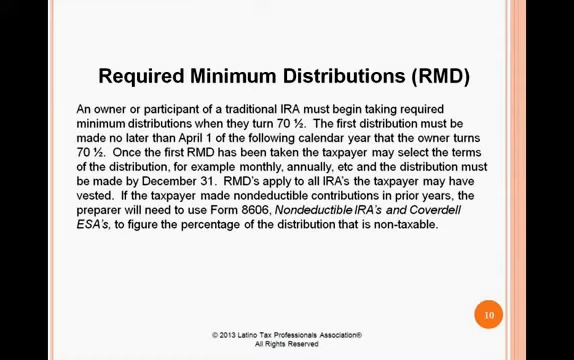 Required Minimum Distributions (RMD)
An owner or participant of a traditional IRA must begin taking required
minimum distributions when they turn 70 ½. The first distribution must be
made no later than April 1 of the following calendar year that the owner turns
70 ½. Once the first RMD has been taken the taxpayer may select the terms
of the distribution, for example monthly, annually, etc and the distribution must
be made by December 31. RMD's apply to all IRA's the taxpayer may have
vested. If the taxpayer made nondeductible contributions in prior years, the
preparer will need to use Form 8606, Nondeductible IRA's and Coverdell
ESA's, to figure the percentage of the distribution that is non-taxable.
10
© 2013 Latino Tax Professionals Association®
All Rights Reserved